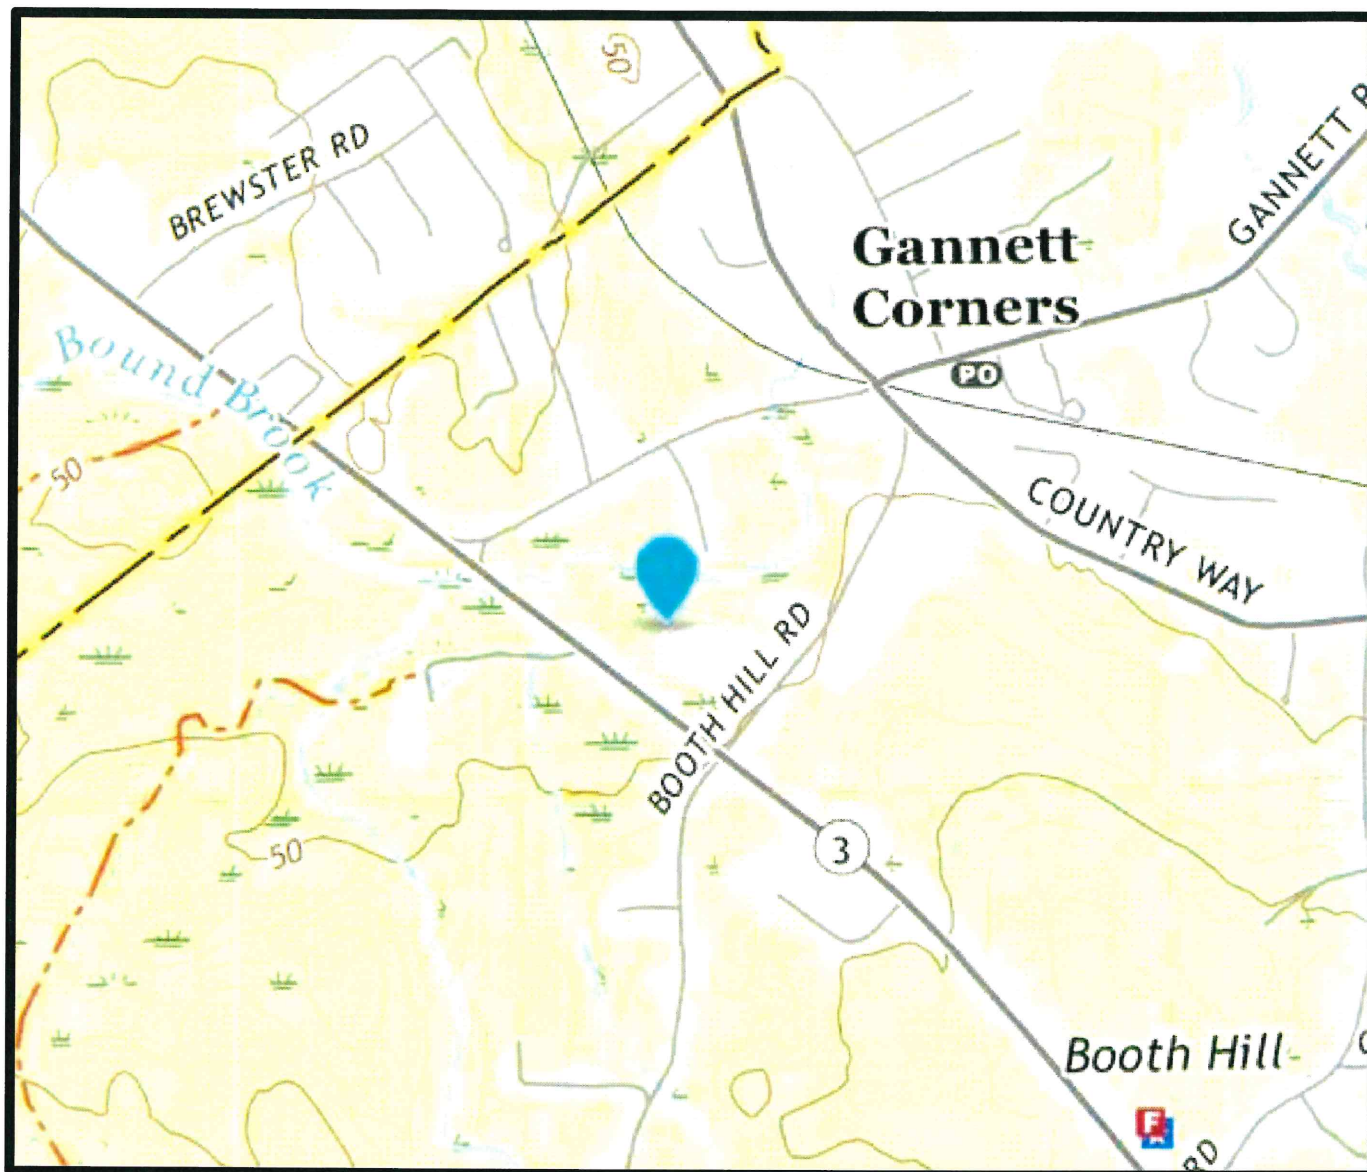 50
BREWSTER RD
GANNETT R
Gannett
Corners
Bound Brook
PO
50
COUNTRY WAY
BOOTH HILL RD
3
50
Booth Hill
F
RD